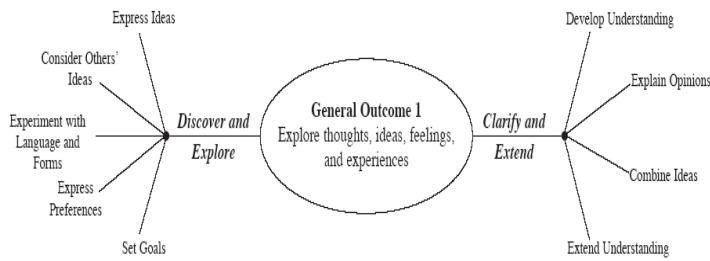 Express Ideas
Consider Others'
Ideas
Experiment with
Language and
Forms
Express
Preferences
Set Goals
Discover and
Explore
General Outcome 1
Explore thoughts, ideas, feelings,
and experiences
Clarify and
Extend
Develop Understanding
Explain Opinions
Combine Ideas
Extend Understanding